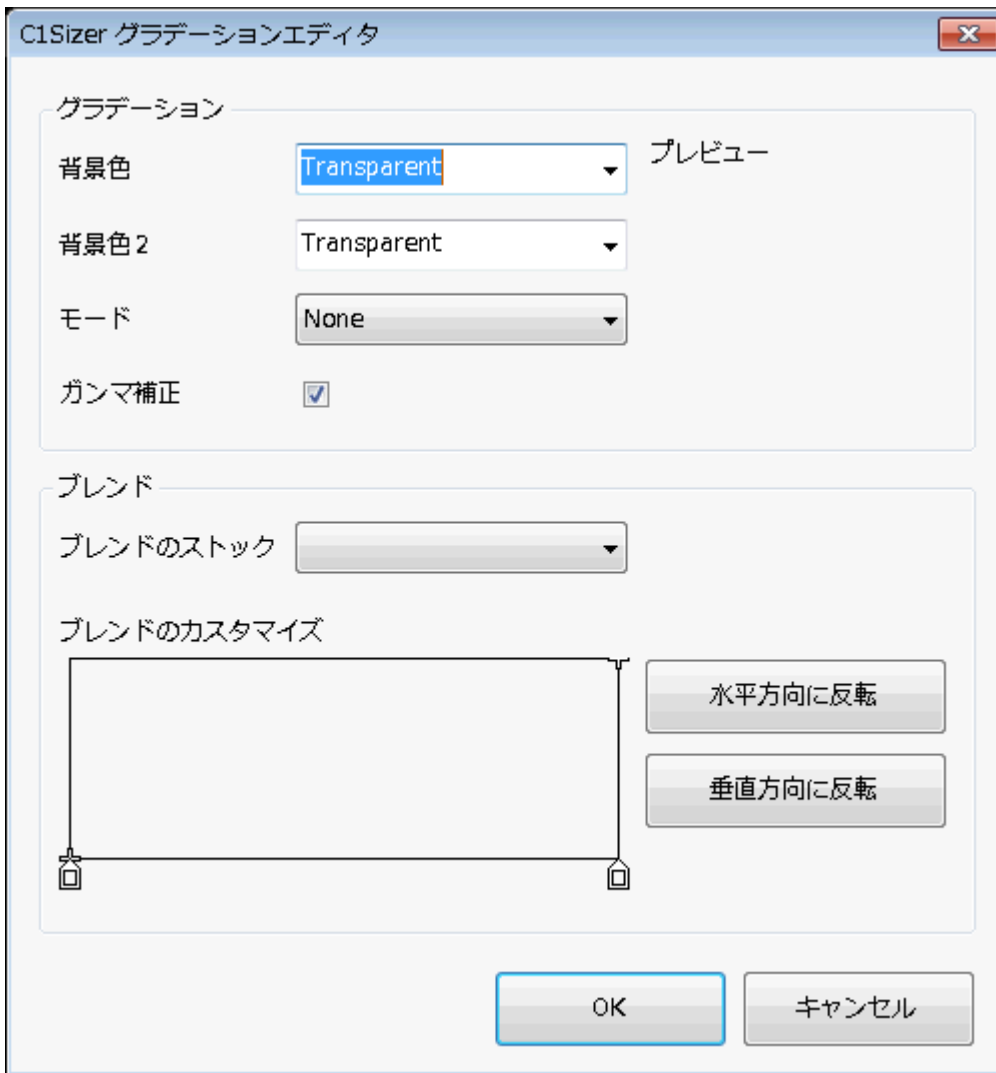 C1Sizer グラデーションエディタ
グラデーション
背景色 Transparent プレビュー
背景色2 Transparent
モード None
ガンマ補正
ブレンド
ブレンドのストック
ブレンドのカスタマイズ
水平方向に反転
垂直方向に反転
OK キャンセル